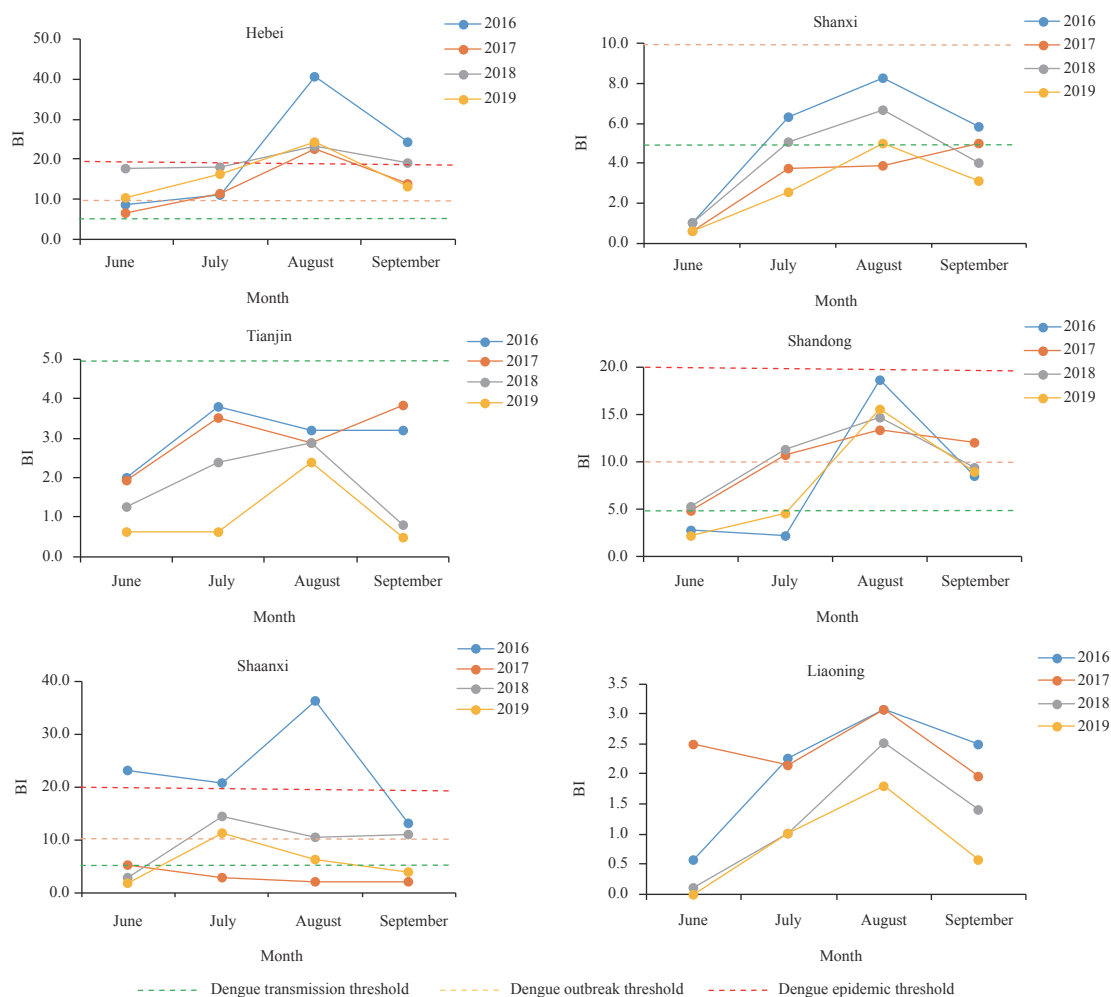 Hebei
2016
2017
2018
2019
50.0
40.0
30.0
20.0
10.0
0.0
BI
June July August September
Month
Shanxi
2016
2017
2018
2019
10.0
8.0
6.0
4.0
2.0
0.0
BI
June July August September
Month
Tianjin
2016
2017
2018
2019
5.0
4.0
3.0
2.0
1.0
0.0
BI
June July August September
Month
Shandong
2016
2017
2018
2019
20.0
15.0
10.0
5.0
0.0
BI
June July August September
Month
Shaanxi
2016
2017
2018
2019
40.0
30.0
20.0
10.0
0.0
BI
June July August September
Month
Liaoning
2016
2017
2018
2019
3.5
3.0
2.5
2.0
1.5
1.0
0.5
0.0
BI
June July August September
Month
Dengue transmission threshold Dengue outbreak threshold Dengue epidemic threshold